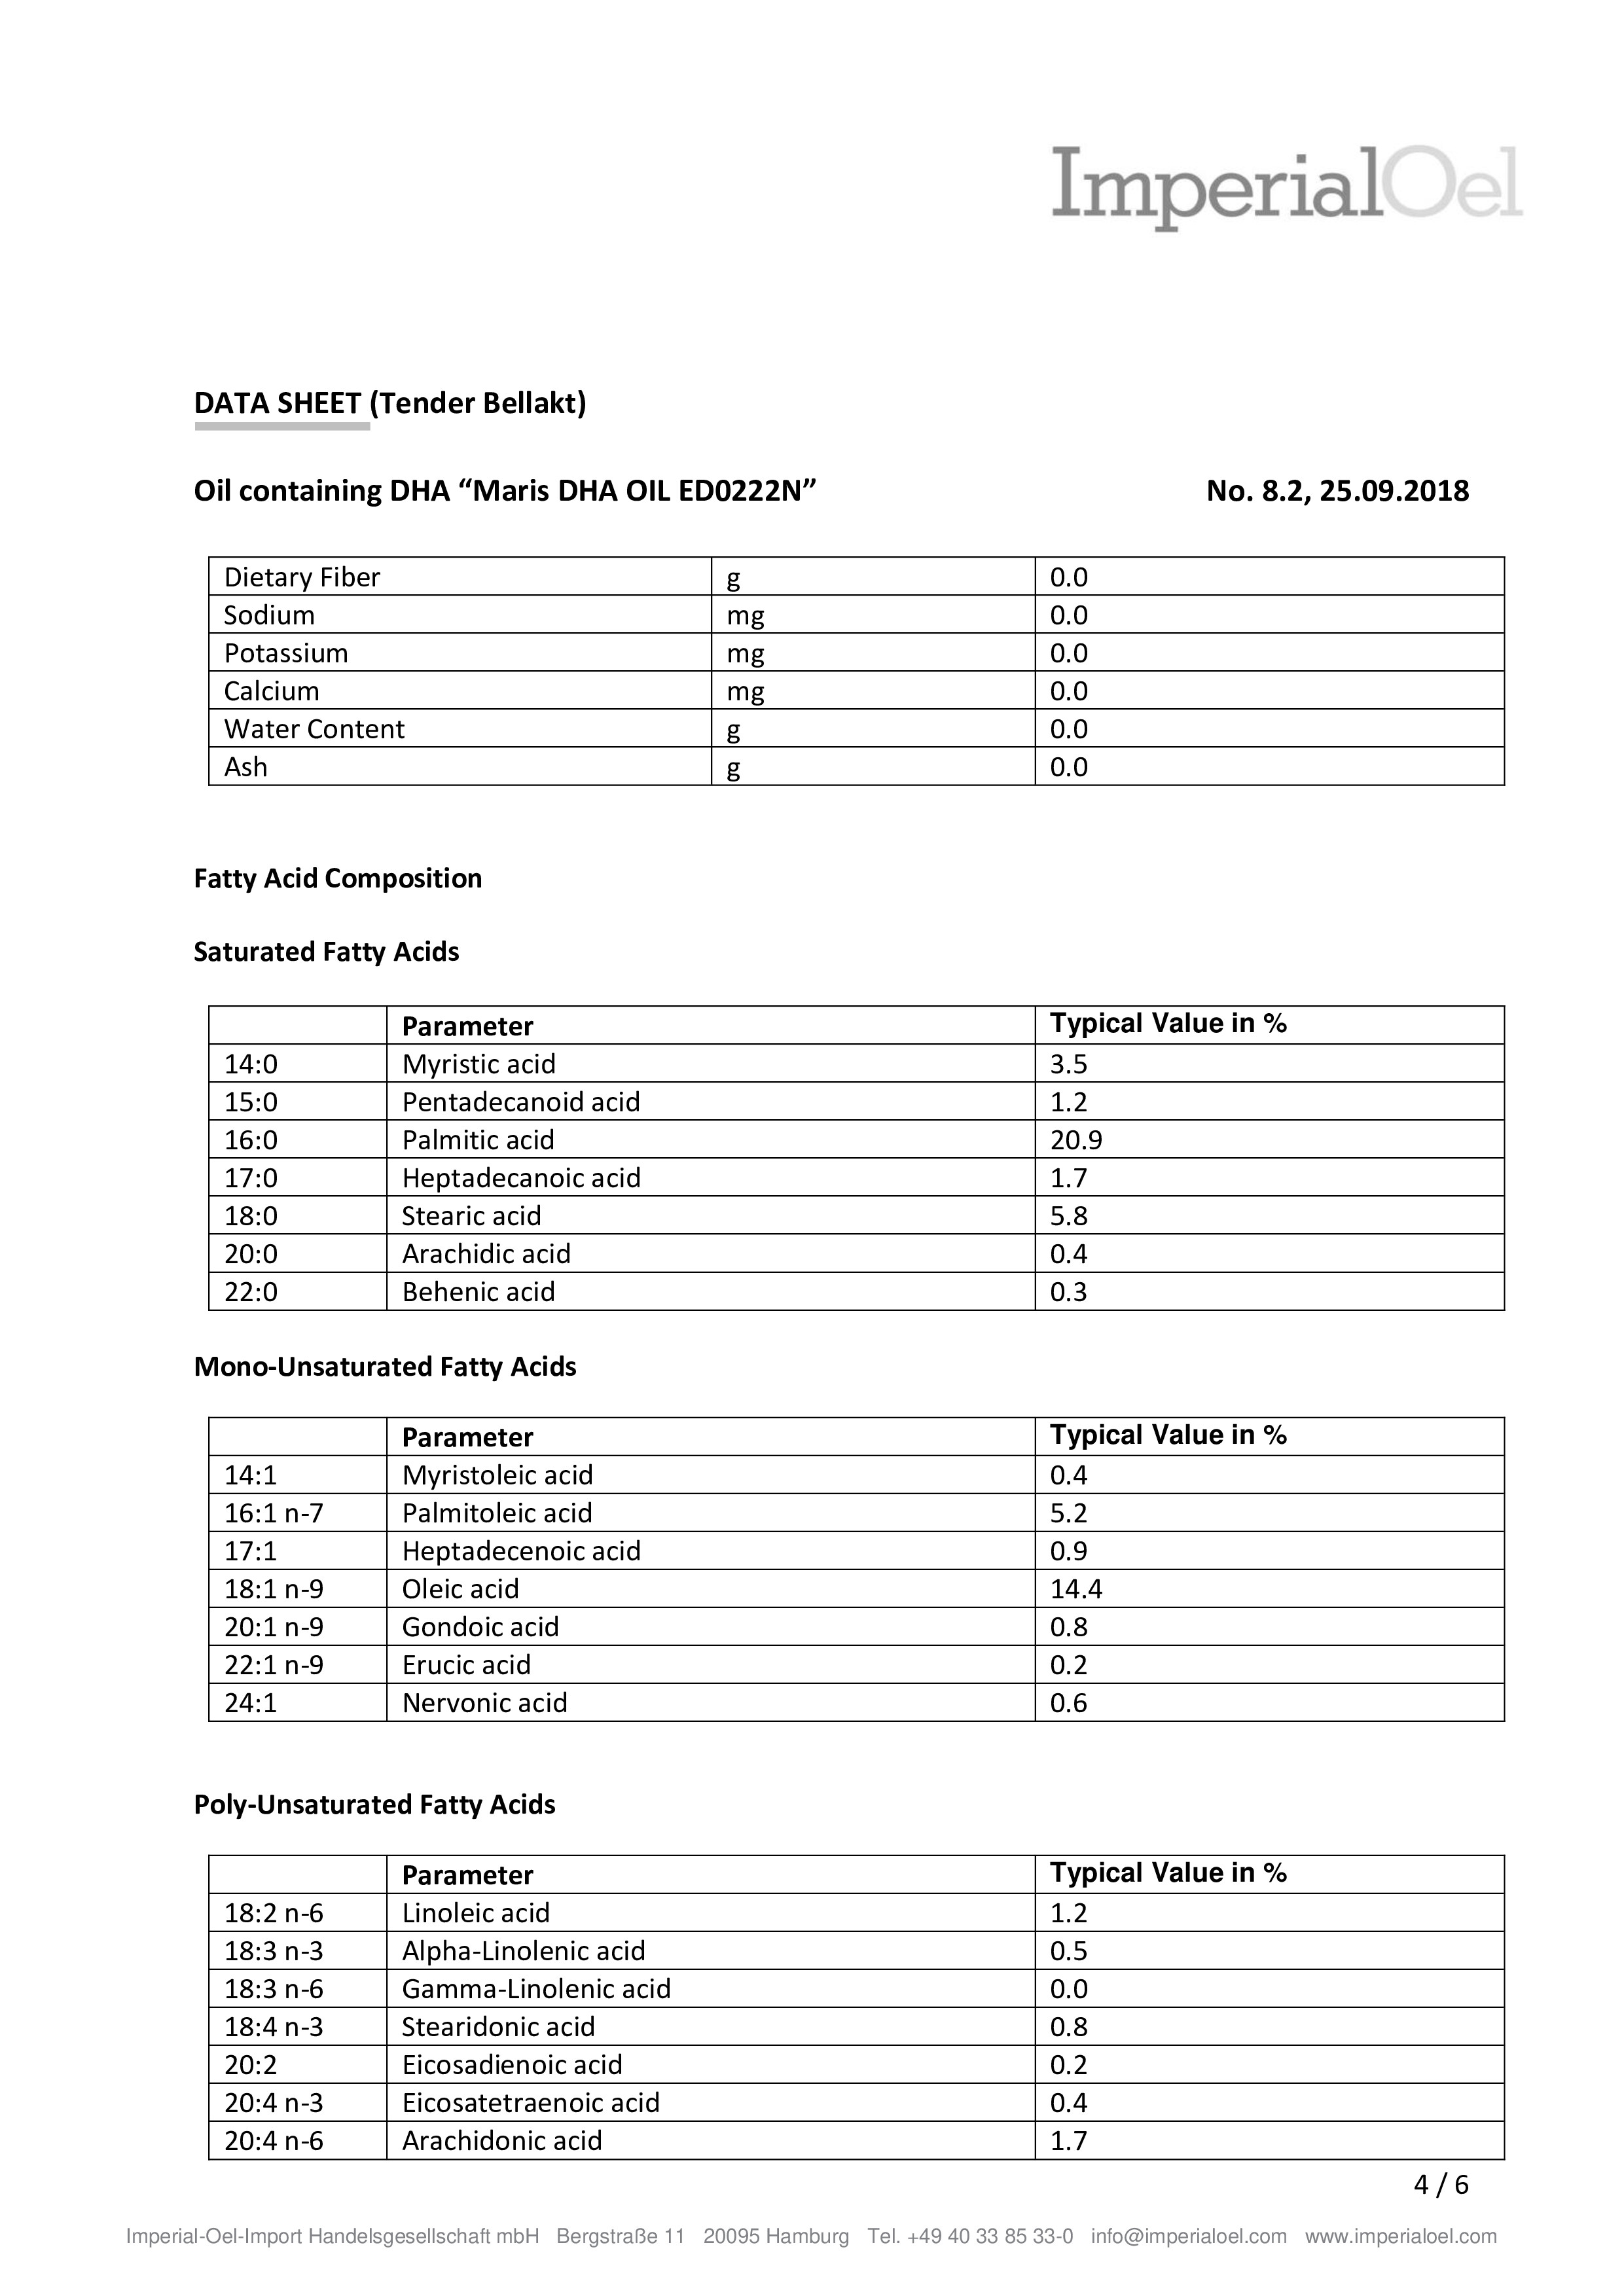 ImperialOel
DATA SHEET (Tender Bellakt)
Oil containing DHA “Maris DHA OIL ED0222N” No. 8.2, 25.09.2018
Dietary Fiber g 0.0
Sodium mg 0.0
Potassium mg 0.0
Calcium mg 0.0
Water Content g 0.0
Ash g 0.0
Fatty Acid Composition
Saturated Fatty Acids
Parameter Typical Value in %
14:0 Myristic acid 3.5
15:0 Pentadecanoid acid 1.2
16:0 Palmitic acid 20.9
17:0 Heptadecanoic acid 1.7
18:0 Stearic acid 5.8
20:0 Arachidic acid 0.4
22:0 Behenic acid 0.3
Mono-Unsaturated Fatty Acids
Parameter Typical Value in %
14:1 Myristoleic acid 0.4
16:1 n-7 Palmitoleic acid 5.2
17:1 Heptadecenoic acid 0.9
18:1 n-9 Oleic acid 14.4
20:1 n-9 Gondoic acid 0.8
22:1 n-9 Erucic acid 0.2
24:1 Nervonic acid 0.6
Poly-Unsaturated Fatty Acids
Parameter Typical Value in %
18:2 n-6 Linoleic acid 1.2
18:3 n-3 Alpha-Linolenic acid 0.5
18:3 n-6 Gamma-Linolenic acid 0.0
18:4 n-3 Stearidonic acid 0.8
20:2 Eicosadienoic acid 0.2
20:4 n-3 Eicosatetraenoic acid 0.4
20:4 n-6 Arachidonic acid 1.7
4 / 6
Imperial-Oel-Import Handelsgesellschaft mbH Bergstraße 11 20095 Hamburg Tel. +49 40 33 85 33-0 info@imperialoel.com www.imperialoel.com